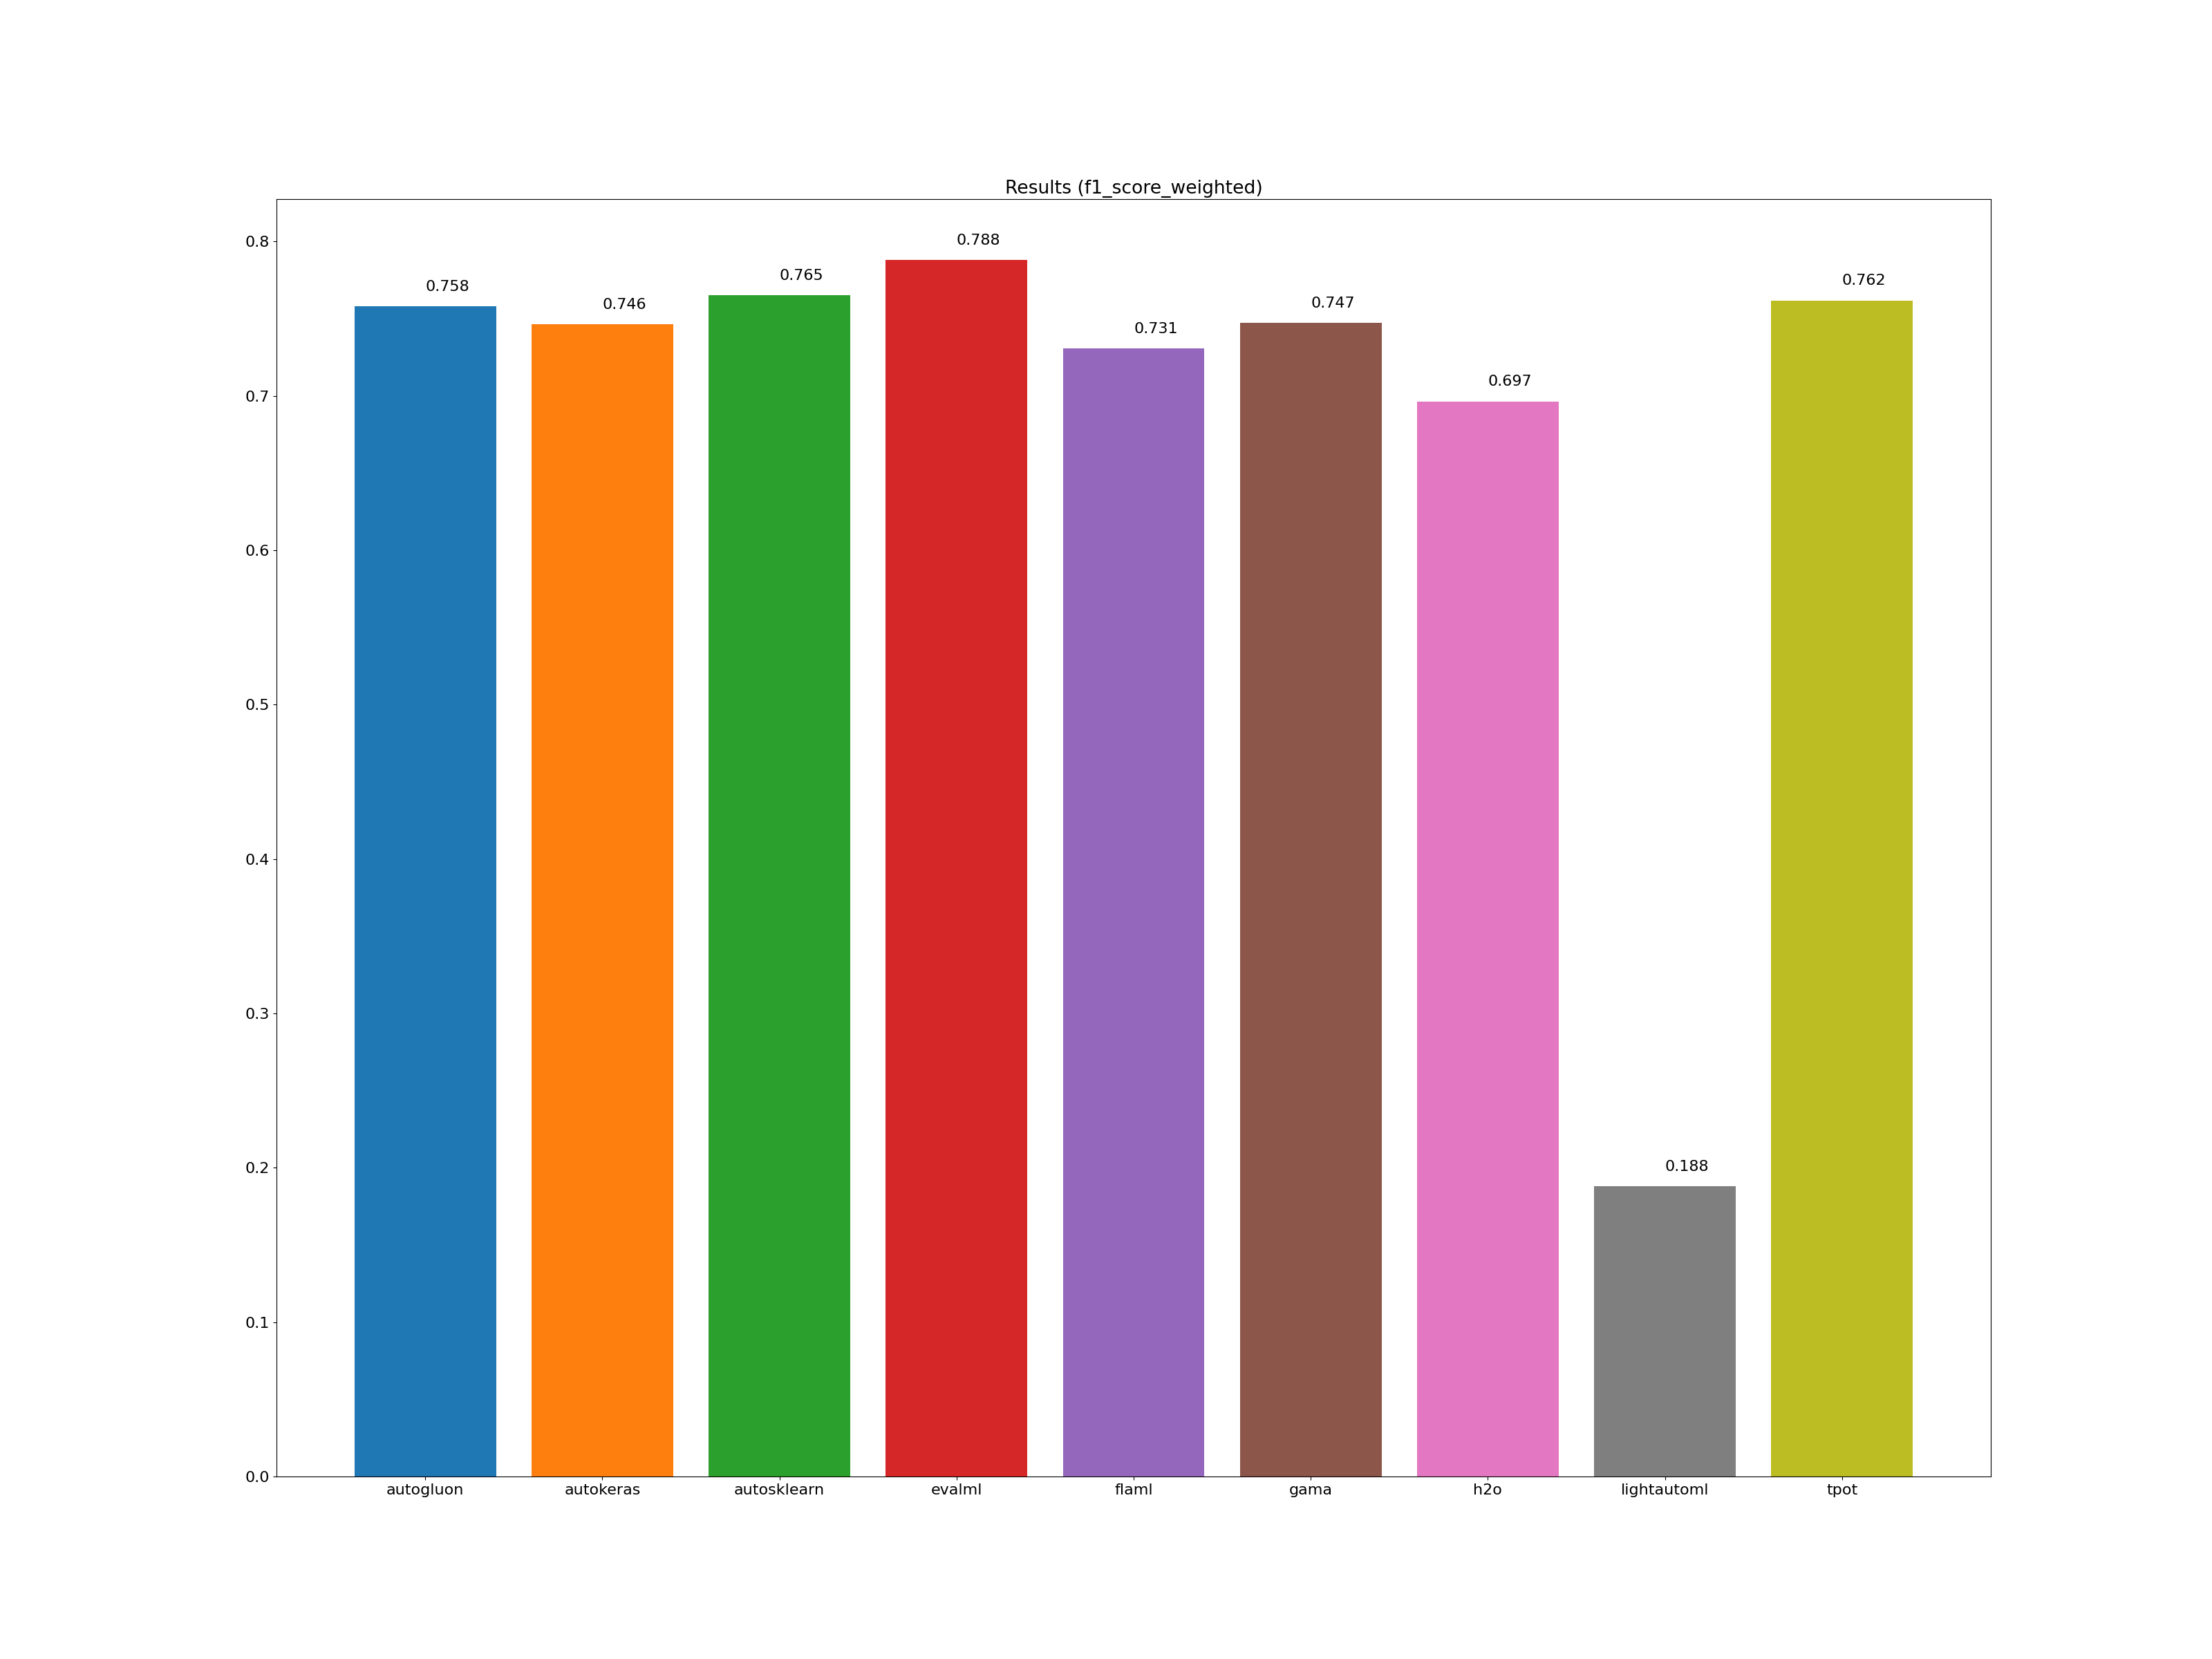 Results (f1_score_weighted)
0.8
0.7
0.6
0.5
0.4
0.3
0.2
0.1
0.0
0.758
0.746
0.765
0.788
0.731
0.747
0.697
0.188
0.762
autogluon
autokeras
autosklearn
evalml
flaml
gama
h2o
lightautoml
tpot